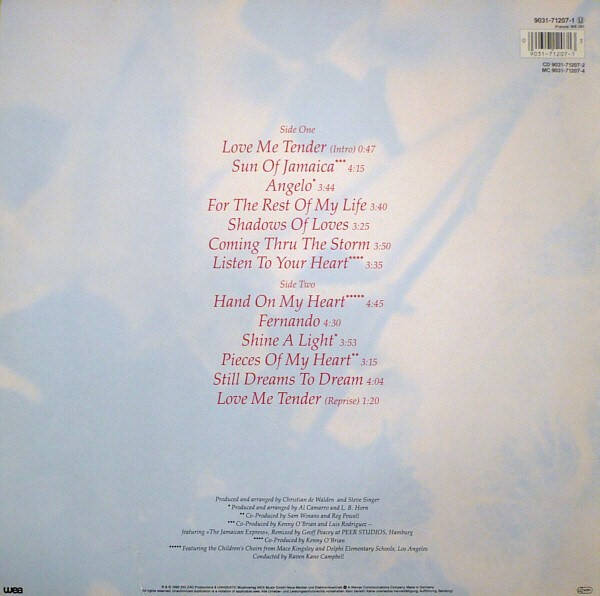 9031-71207-1 U
9031-71207-1
CD 9031-71207-2
MC 9031-71207-4
Side One
Love Me Tender (Intro) 0:47
Sun Of Jamaica*** 4:15
Angelo* 3:44
For The Rest Of My Life 3:40
Shadows Of Loves 3:25
Coming Thru The Storm 3:50
Listen To Your Heart**** 3:35
Side Two
Hand On My Heart***** 4:45
Fernando 4:30
Shine A Light* 3:53
Pieces Of My Heart** 3:15
Still Dreams To Dream 4:04
Love Me Tender (Reprise) 1:20
Produced and arranged by Christian de Walden and Steve Singer
* Produced and arranged by Al Camarro and L. B. Horn
** Co-Produced by Sam Winans and Reg Powell
*** Co-Produced by Kenny O'Brian and Luis Rodriguez –
featuring «The Jamaican Express», Remixed by Geoff Peacey at PEER STUDIOS, Hamburg
**** Co-Produced by Kenny O'Brian
***** Featuring the Children's Choirs from Mace Kingsley and Delphi Elementary Schools, Los Angeles
Conducted by Raven Kane Campbell
wea